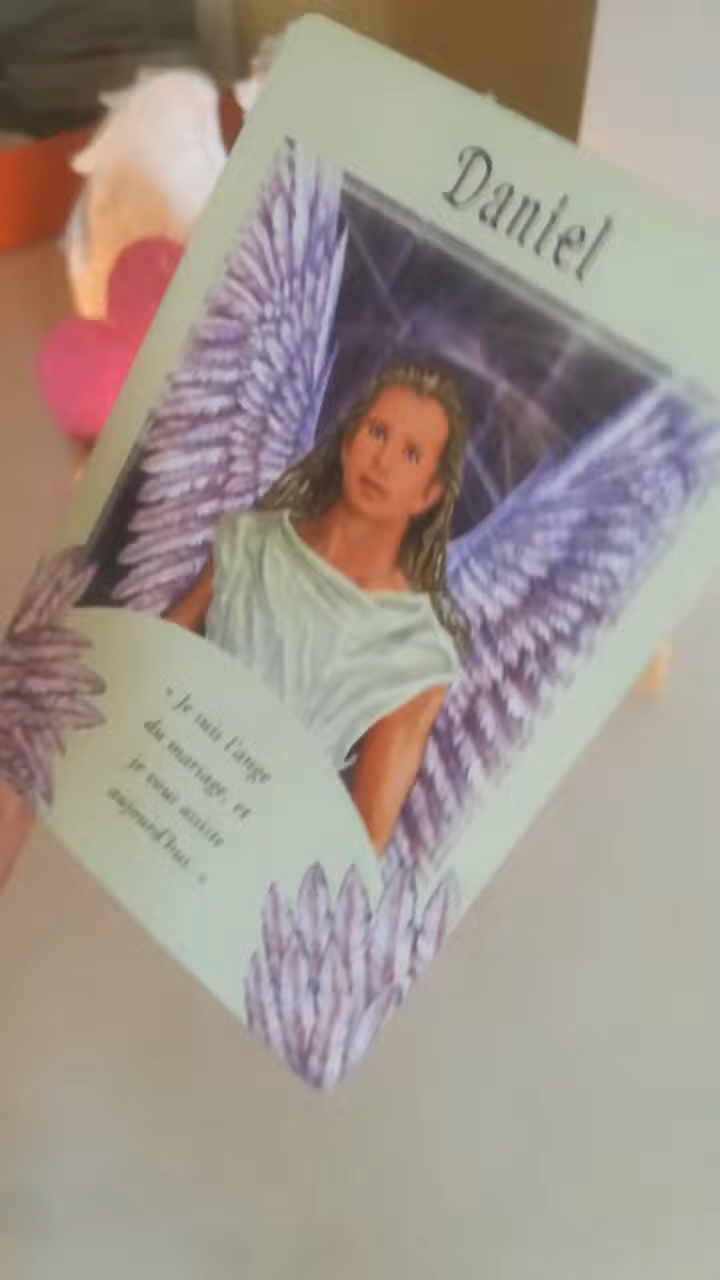 Daniel
« Je suis l'ange
du mariage, et
je vous assiste
aujourd'hui. »